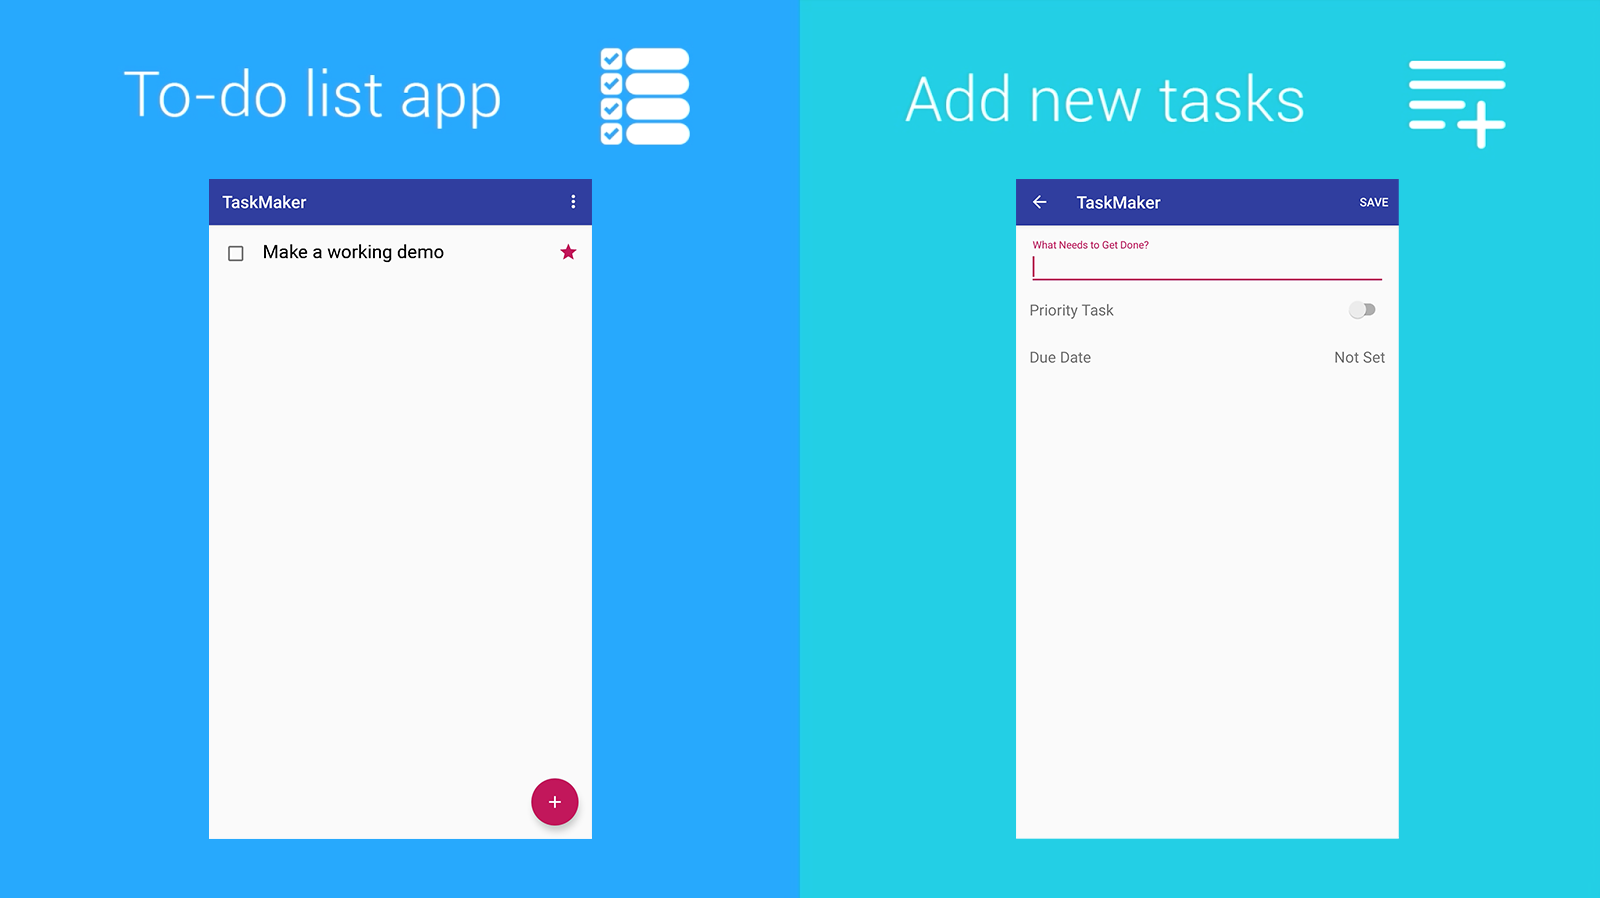 To-do list app
TaskMaker
Make a working demo
Add new tasks
TaskMaker
SAVE
What Needs to Get Done?
Priority Task
Due Date
Not Set